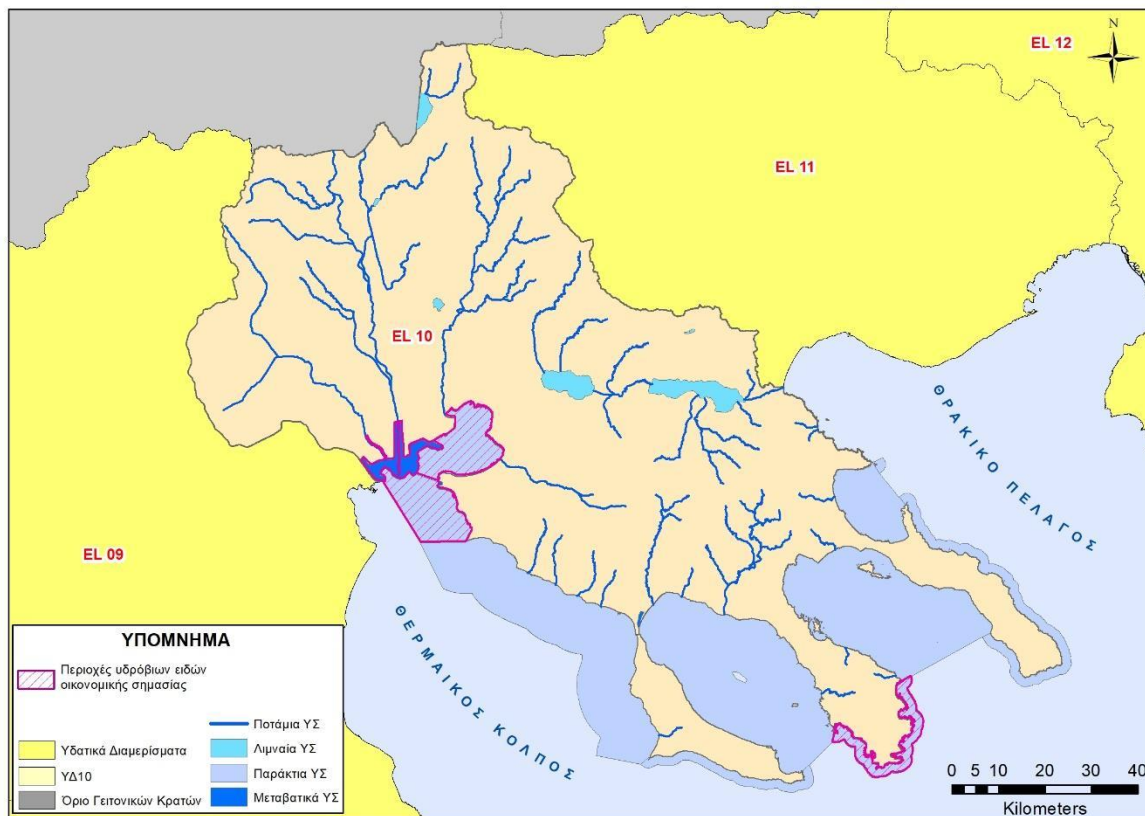 EL 12
N
EL 11
EL 10
ΘΡΑΚΙΚΟ ΠΕΛΑΓΟΣ
EL 09
ΘΕΡΜΑΙΚΟΣ ΚΟΛΠΟΣ
ΥΠΟΜΝΗΜΑ
Περιοχές υδρόβιων ειδών
οικονομικής σημασίας
Υδατικά Διαμερίσματα
ΥΔ10
Όριο Γειτονικών Κρατών
Ποτάμια ΥΣ
Λιμναία ΥΣ
Παράκτια ΥΣ
Μεταβατικά ΥΣ
0 5 10 20 30 40
Kilometers